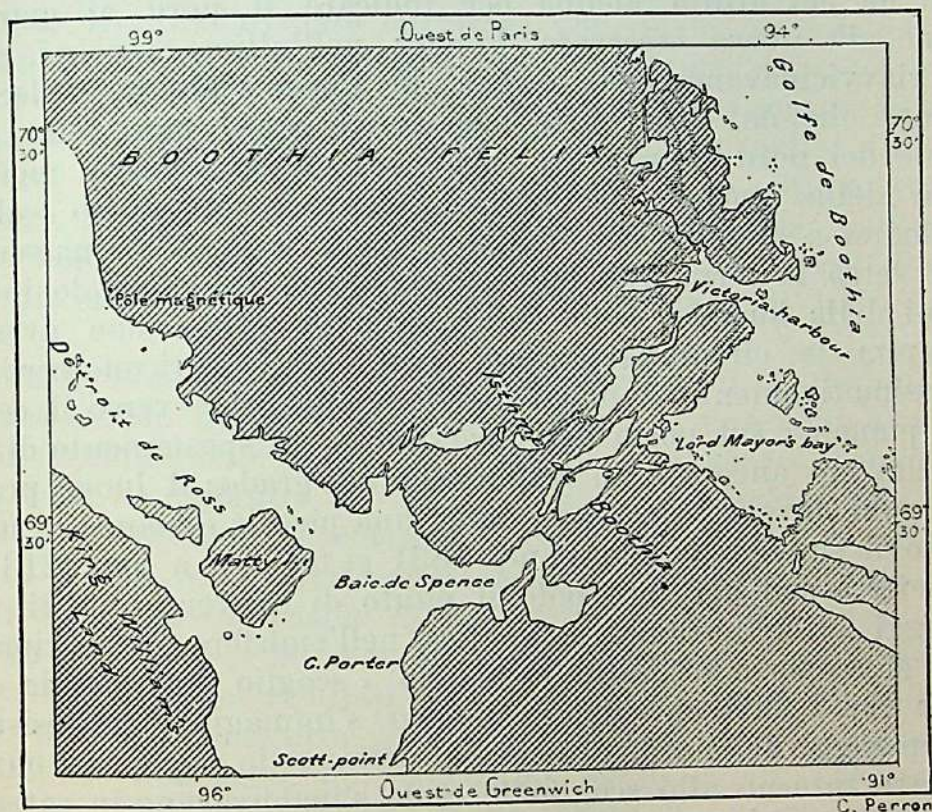 99°
Ouest de Paris
94°
Golfe de Boothia
70°
30'
70°
30'
BOOTHIA FELIX
Pôle magnétique
Victoria harbour
Détroit de Ross
Isthme
Boothia
Lord Mayor's bay
69°
30'
69°
30'
Matty I.
King William's
Land
Baie de Spence
C. Porter
Scott-point
96°
Ouest de Greenwich
91°
C. Perron